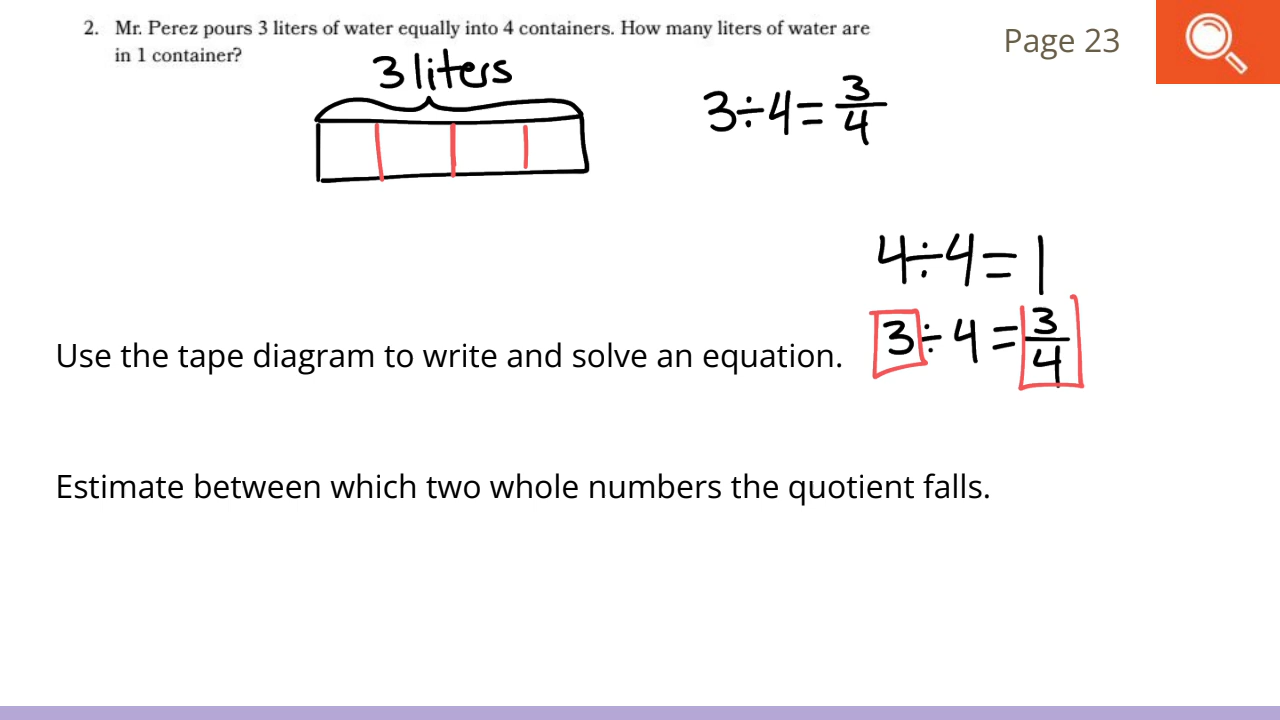 2. Mr. Perez pours 3 liters of water equally into 4 containers. How many liters of water are
in 1 container?
Page 23
3 liters
3÷4=3/4
4÷4=1
3÷4=3/4
Use the tape diagram to write and solve an equation.
Estimate between which two whole numbers the quotient falls.